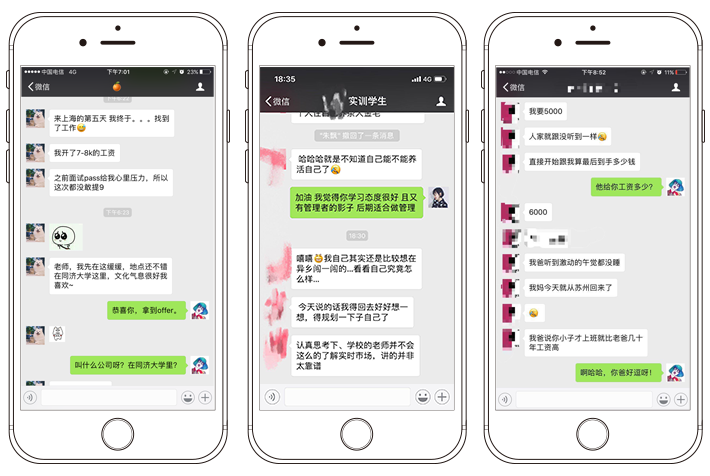 中国电信 4G
下午7:01
23%
微信
来上海的第五天 我终于。。。找到
了工作
我开了7-8k的工资
之前面试pass给我心里压力，所以
这次都没敢提9
下午6:23
老师，我先在这缓缓，地点还不错
在同济大学这里，文化气息很好我
喜欢~
恭喜你，拿到offer。
叫什么公司呀？在同济大学里？
18:35
4G
微信
实训学生
撤回了一条消息
哈哈哈就是不知道自己能不能养
活自己了
加油 我觉得你学习态度很好 且又
有管理者的影子 后期适合做管理
18:30
嘻嘻我自己其实还是比较想在
异乡闯一闯的...看看自己究竟怎
么样...
今天说的话我得回去好好想一
想，得规划一下子自己了
认真思考下、学校的老师并不会
这么的了解实时市场，讲的并非
太靠谱
中国电信
下午8:52
11%
微信
我要5000
人家就跟没听到一样
直接开始跟我算最后到手多少钱
他给你工资多少？
6000
我爸听到激动的午觉都没睡
我妈今天就从苏州回来了
我爸说你小子才上班就比老爸几十
年工资高
啊哈哈，你爸好逗呀！